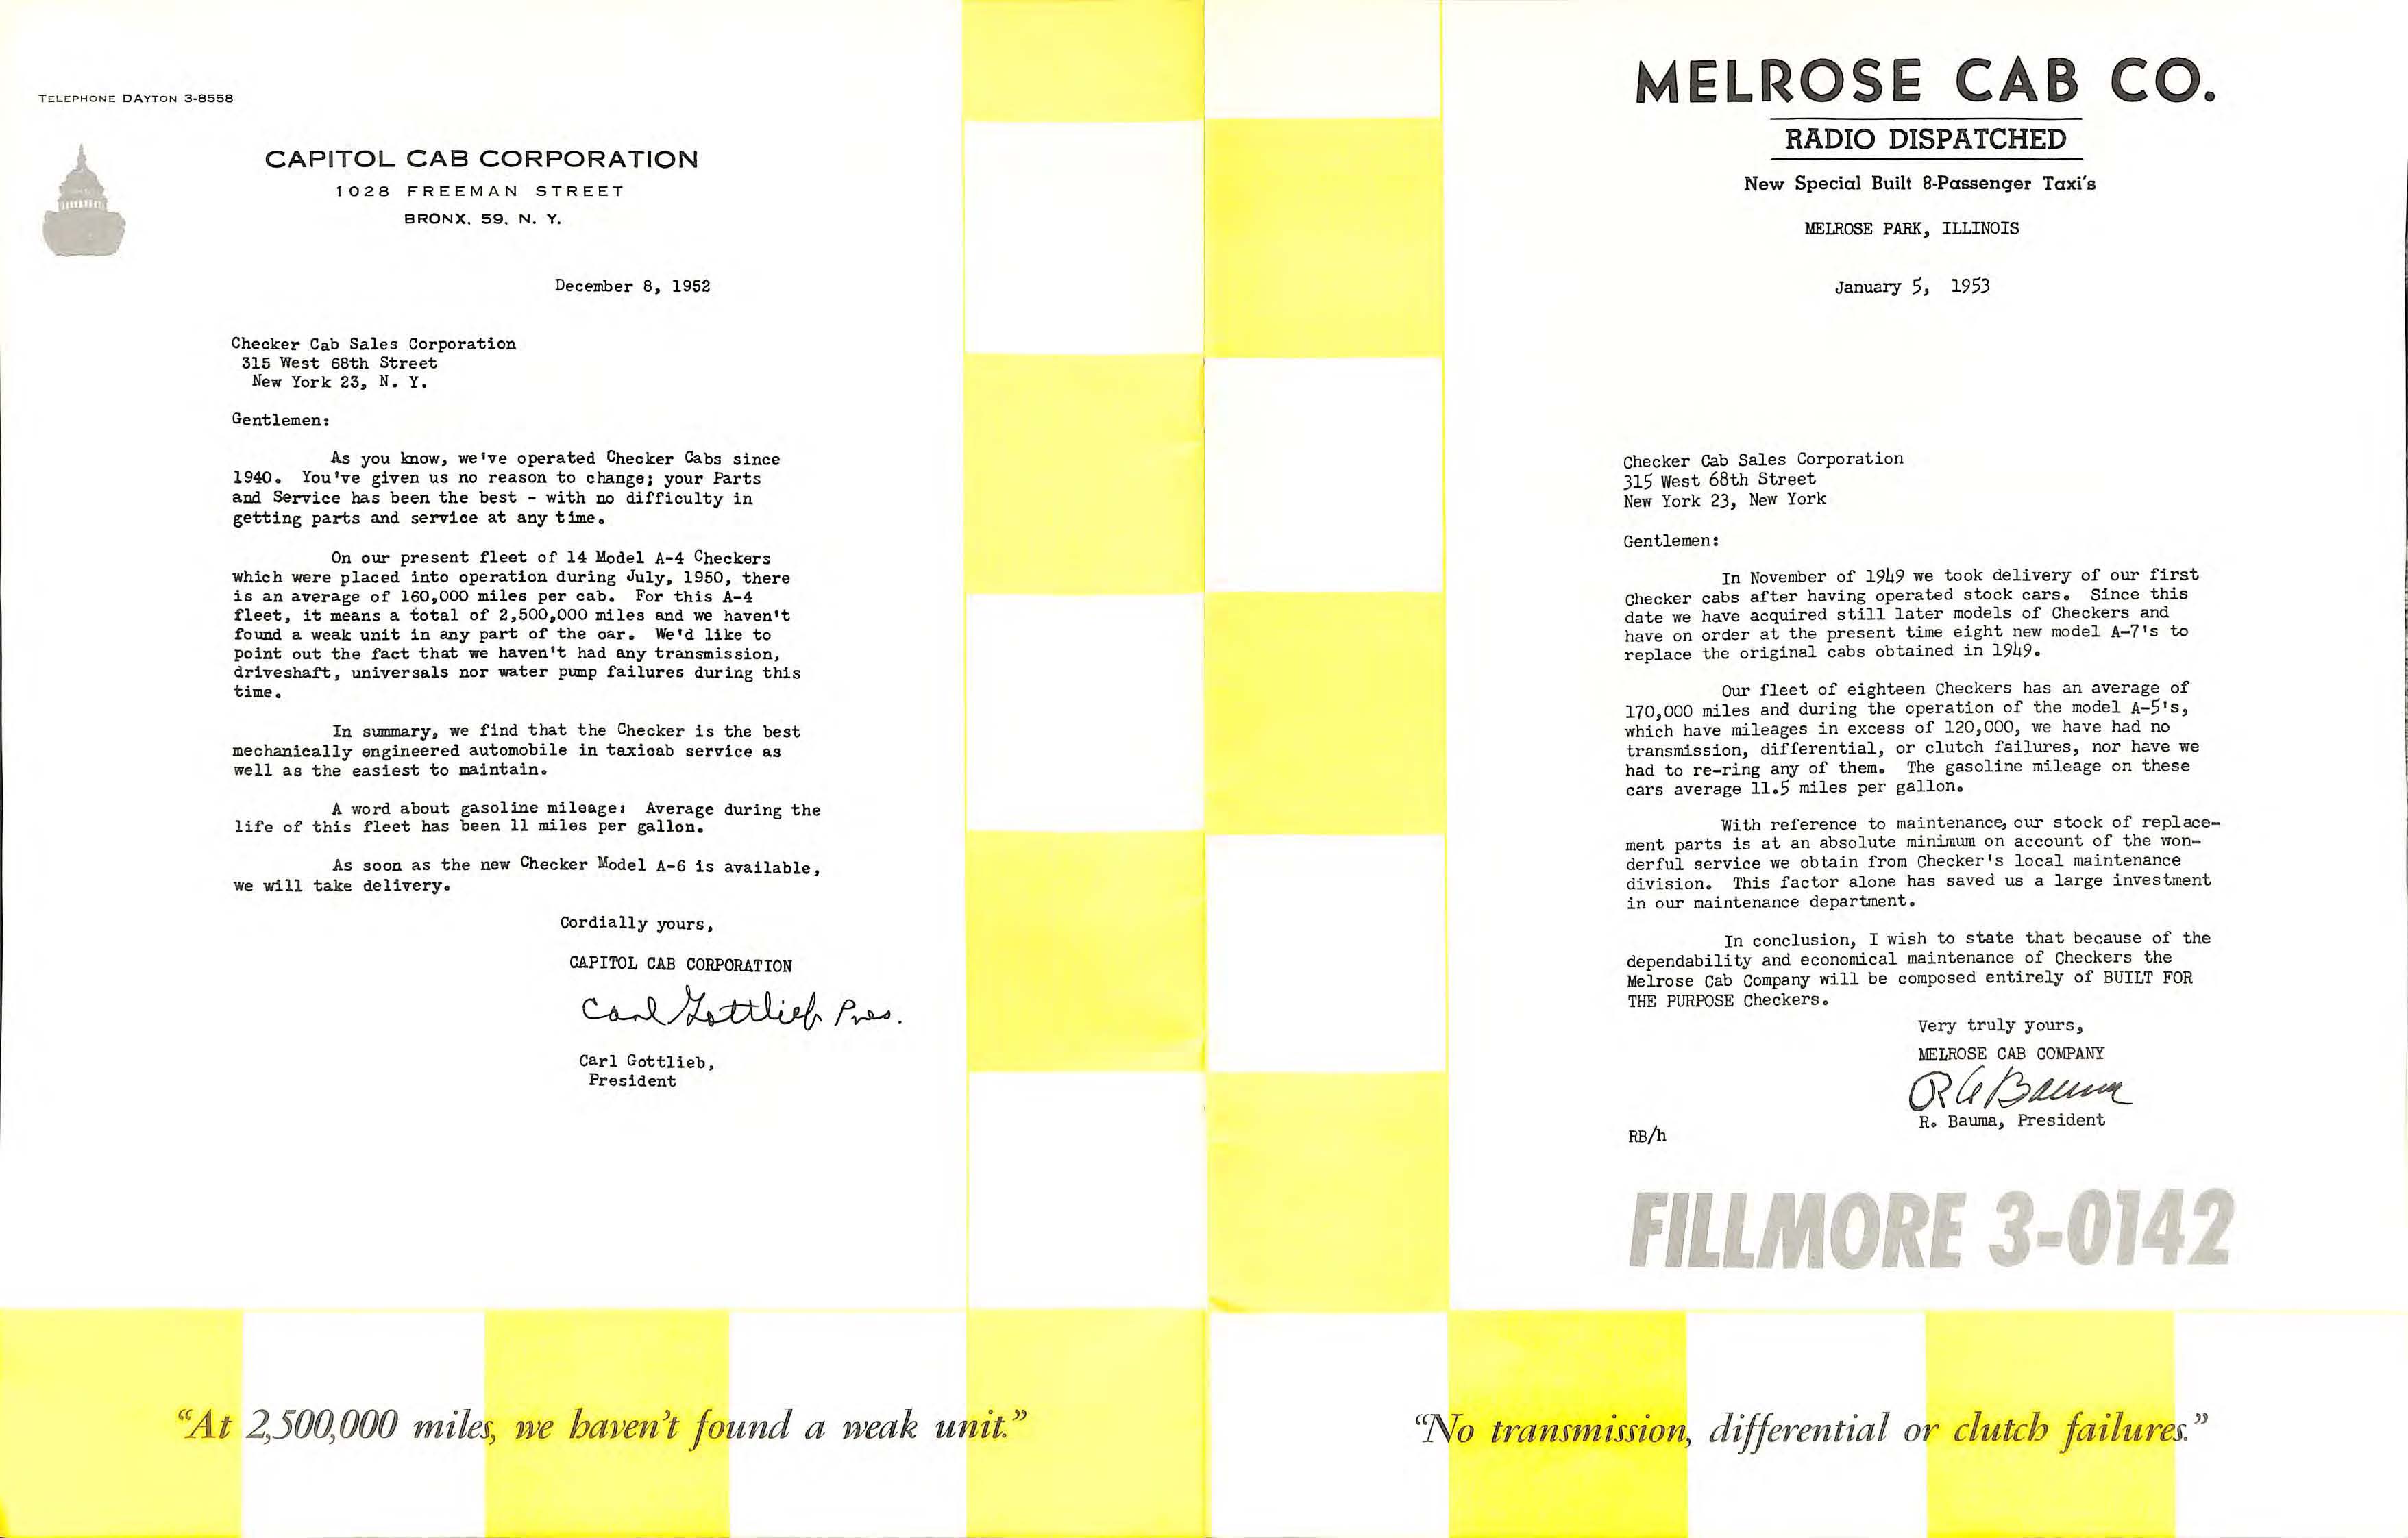 TELEPHONE DAYTON 3-8558
CAPITOL CAB CORPORATION
1028 FREEMAN STREET
BRONX. 59. N. Y.
December 8, 1952
Checker Cab Sales Corporation
315 West 68th Street
New York 23, N. Y.
Gentlemen:
As you know, we've operated Checker Cabs since
1940. You've given us no reason to change; your Parts
and Service has been the best - with no difficulty in
getting parts and service at any time.
On our present fleet of 14 Model A-4 Checkers
which were placed into operation during July, 1950, there
is an average of 160,000 miles per cab. For this A-4
fleet, it means a total of 2,500,000 miles and we haven't
found a weak unit in any part of the oar. We'd like to
point out the fact that we haven't had any transmission,
driveshaft, universals nor water pump failures during this
time.
In summary, we find that the Checker is the best
mechanically engineered automobile in taxicab service as
well as the easiest to maintain.
A word about gasoline mileage: Average during the
life of this fleet has been 11 miles per gallon.
As soon as the new Checker Model A-6 is available,
we will take delivery.
Cordially yours,
CAPITOL CAB CORPORATION
Carl Gottlieb Pres.
Carl Gottlieb,
President
"At 2,500,000 miles, we haven't found a weak unit."
MELROSE CAB CO.
RADIO DISPATCHED
New Special Built 8-Passenger Taxi's
MELROSE PARK, ILLINOIS
January 5, 1953
Checker Cab Sales Corporation
315 West 68th Street
New York 23, New York
Gentlemen:
In November of 1949 we took delivery of our first
Checker cabs after having operated stock cars. Since this
date we have acquired still later models of Checkers and
have on order at the present time eight new model A-7's to
replace the original cabs obtained in 1949.
Our fleet of eighteen Checkers has an average of
170,000 miles and during the operation of the model A-5's,
which have mileages in excess of 120,000, we have had no
transmission, differential, or clutch failures, nor have we
had to re-ring any of them. The gasoline mileage on these
cars average 11.5 miles per gallon.
With reference to maintenance, our stock of replace-
ment parts is at an absolute minimum on account of the won-
derful service we obtain from Checker's local maintenance
division. This factor alone has saved us a large investment
in our maintenance department.
In conclusion, I wish to state that because of the
dependability and economical maintenance of Checkers the
Melrose Cab Company will be composed entirely of BUILT FOR
THE PURPOSE Checkers.
Very truly yours,
MELROSE CAB COMPANY
R G Bauma
R. Bauma, President
RB/h
FILLMORE 3-0142
"No transmission, differential or clutch failures."